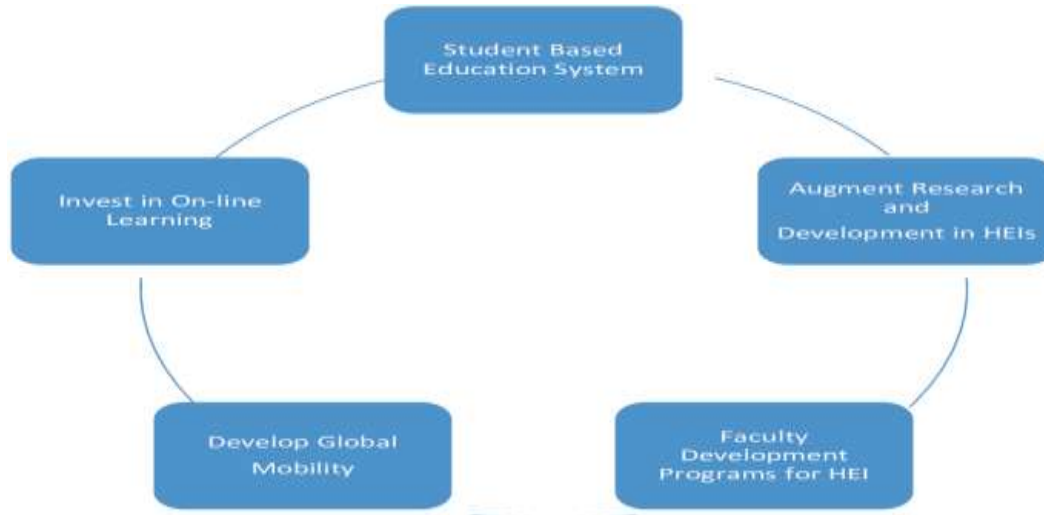 Student Based
Education System
Invest in On-line
Learning
Augment Research
and
Development in HEIs
Develop Global
Mobility
Faculty
Development
Programs for HEI